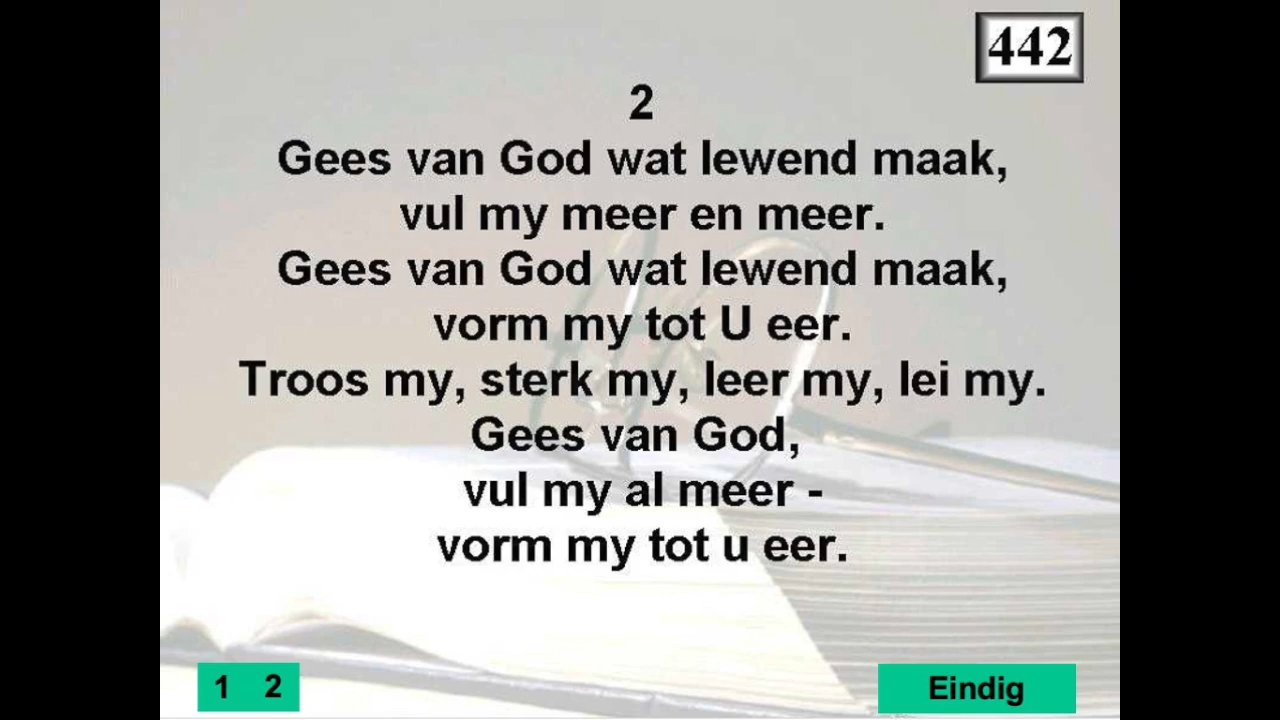 442
2
Gees van God wat lewend maak,
vul my meer en meer.
Gees van God wat lewend maak,
vorm my tot U eer.
Troos my, sterk my, leer my, lei my.
Gees van God,
vul my al meer -
vorm my tot u eer.
1 2
Eindig